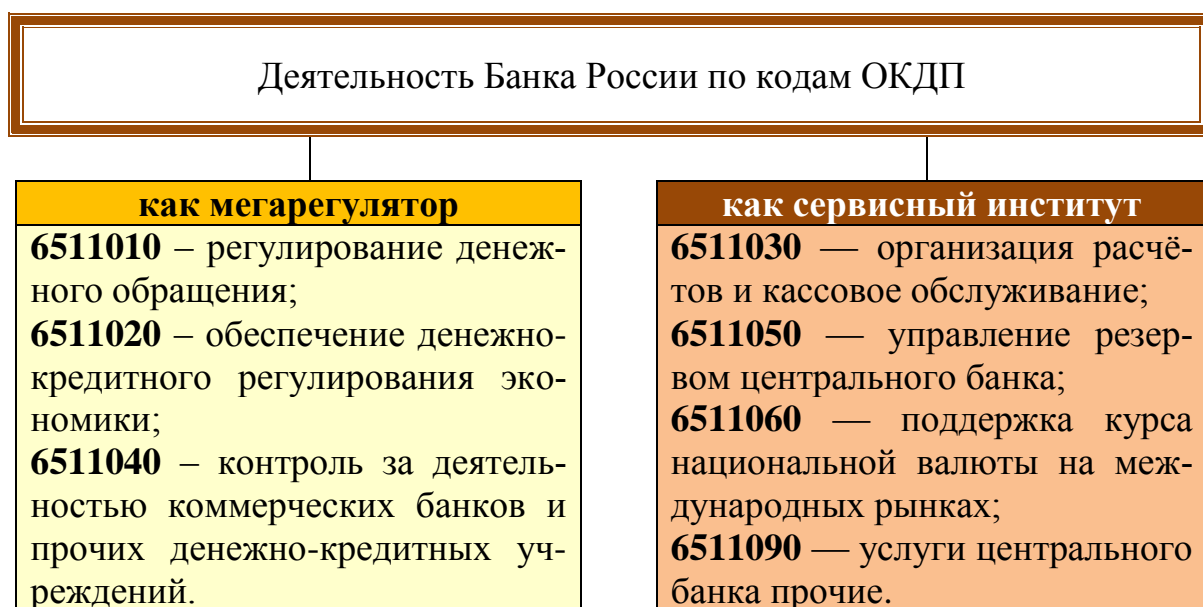 Деятельность Банка России по кодам ОКДП
как мегарегулятор
6511010 – регулирование денеж-
ного обращения;
6511020 – обеспечение денежно-
кредитного регулирования эко-
номики;
6511040 – контроль за деятель-
ностью коммерческих банков и
прочих денежно-кредитных уч-
реждений.
как сервисный институт
6511030 — организация расчё-
тов и кассовое обслуживание;
6511050 — управление резер-
вом центрального банка;
6511060 — поддержка курса
национальной валюты на меж-
дународных рынках;
6511090 — услуги центрального
банка прочие.